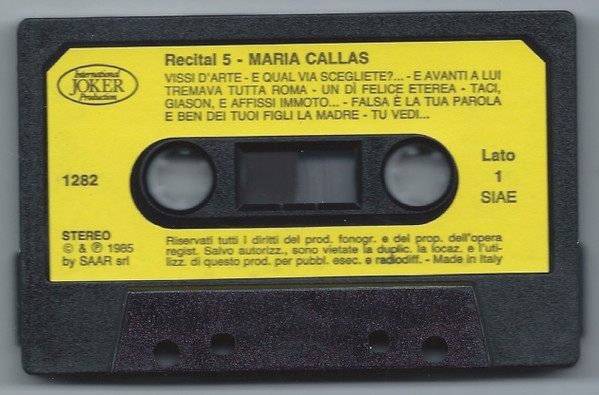 International
JOKER
Production
Recital 5 - MARIA CALLAS
VISSI D'ARTE - E QUAL VIA SCEGLIETE?... - E AVANTI A LUI
TREMAVA TUTTA ROMA - UN DÌ FELICE ETEREA - TACI,
GIASON, E AFFISSI IMMOTO... - FALSA È LA TUA PAROLA
E BEN DEI TUOI FIGLI LA MADRE - TU VEDI...
1282
Lato
1
SIAE
STEREO
© & ℗ 1985
by SAAR srl
Riservati tutti i diritti del prod. fonogr. e del prop. dell'opera
regist. Salvo autorizz., sono vietate la duplic. la locaz. e l'uti-
lizz. di questo prod. per pubbl. esec. e radiodiff. - Made in Italy